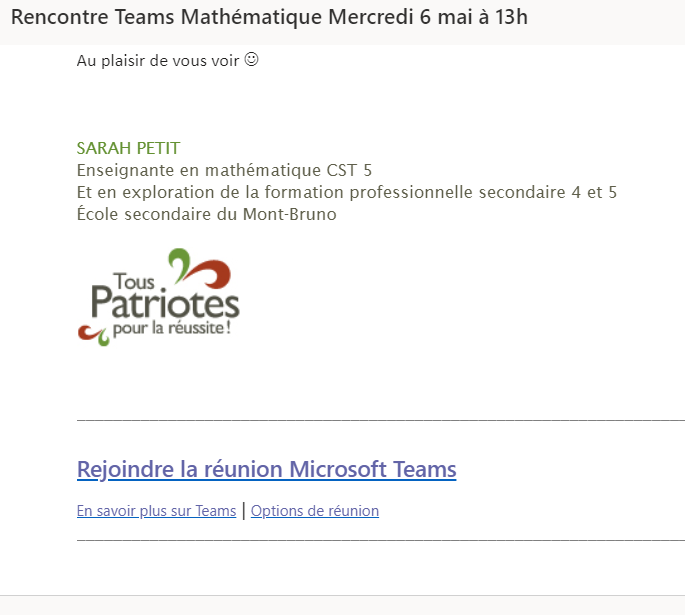 Rencontre Teams Mathématique Mercredi 6 mai à 13h
Au plaisir de vous voir ☺
SARAH PETIT
Enseignante en mathématique CST 5
Et en exploration de la formation professionnelle secondaire 4 et 5
École secondaire du Mont-Bruno
Tous
Patriotes
pour la réussite!
Rejoindre la réunion Microsoft Teams
En savoir plus sur Teams | Options de réunion